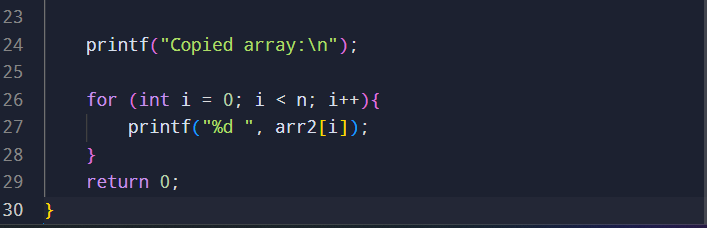 23
24 printf("Copied array:\n");
25
26 for (int i = 0; i < n; i++){
27 printf("%d ", arr2[i]);
28 }
29 return 0;
30 }